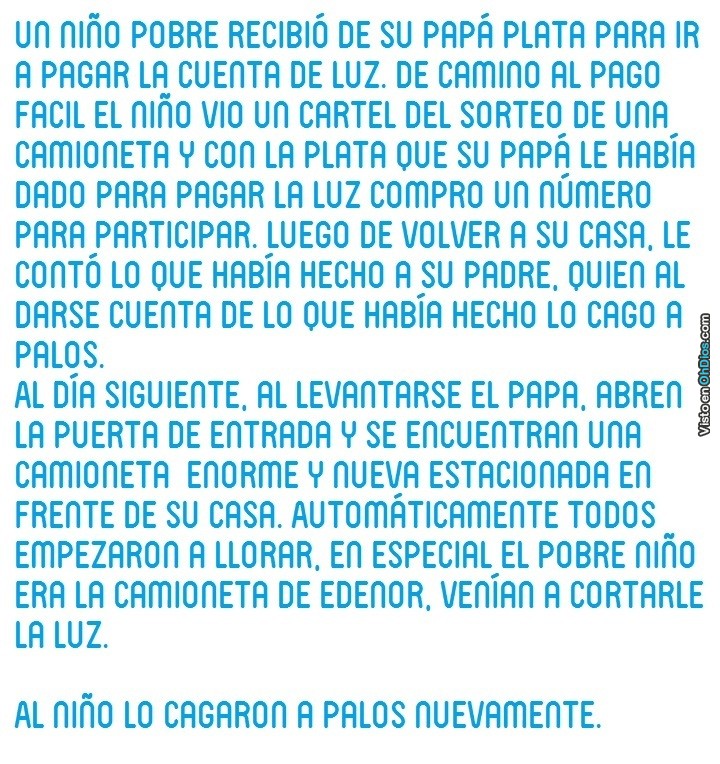 UN NIÑO POBRE RECIBIÓ DE SU PAPÁ PLATA PARA IR
A PAGAR LA CUENTA DE LUZ. DE CAMINO AL PAGO
FACIL EL NIÑO VIO UN CARTEL DEL SORTEO DE UNA
CAMIONETA Y CON LA PLATA QUE SU PAPÁ LE HABÍA
DADO PARA PAGAR LA LUZ COMPRO UN NÚMERO
PARA PARTICIPAR. LUEGO DE VOLVER A SU CASA, LE
CONTÓ LO QUE HABÍA HECHO A SU PADRE, QUIEN AL
DARSE CUENTA DE LO QUE HABÍA HECHO LO CAGO A
PALOS.
AL DÍA SIGUIENTE, AL LEVANTARSE EL PAPA, ABREN
LA PUERTA DE ENTRADA Y SE ENCUENTRAN UNA
CAMIONETA ENORME Y NUEVA ESTACIONADA EN
FRENTE DE SU CASA. AUTOMÁTICAMENTE TODOS
EMPEZARON A LLORAR, EN ESPECIAL EL POBRE NIÑO
ERA LA CAMIONETA DE EDENOR, VENÍAN A CORTARLE
LA LUZ.
AL NIÑO LO CAGARON A PALOS NUEVAMENTE.
Visto en OhDios.com